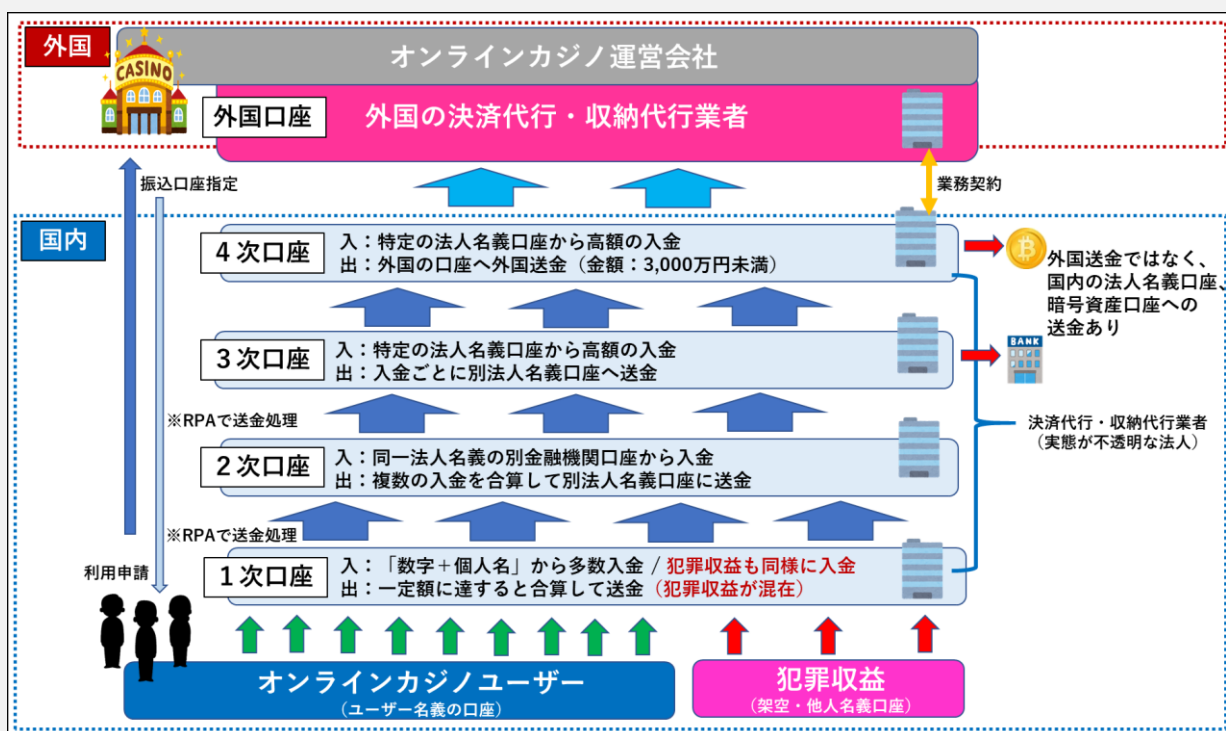 外国
オンラインカジノ運営会社
CASINO
外国口座
外国の決済代行・収納代行業者
振込口座指定
業務契約
国内
4次口座
入：特定の法人名義口座から高額の入金
出：外国の口座へ外国送金（金額：3,000万円未満）
外国送金ではなく、
国内の法人名義口座、
暗号資産口座への
送金あり
3次口座
入：特定の法人名義口座から高額の入金
出：入金ごとに別法人名義口座へ送金
BANK
※RPAで送金処理
決済代行・収納代行業者
（実態が不透明な法人）
2次口座
入：同一法人名義の別金融機関口座から入金
出：複数の入金を合算して別法人名義口座に送金
※RPAで送金処理
利用申請
1次口座
入：「数字＋個人名」から多数入金 / 犯罪収益も同様に入金
出：一定額に達すると合算して送金（犯罪収益が混在）
オンラインカジノユーザー
（ユーザー名義の口座）
犯罪収益
（架空・他人名義口座）